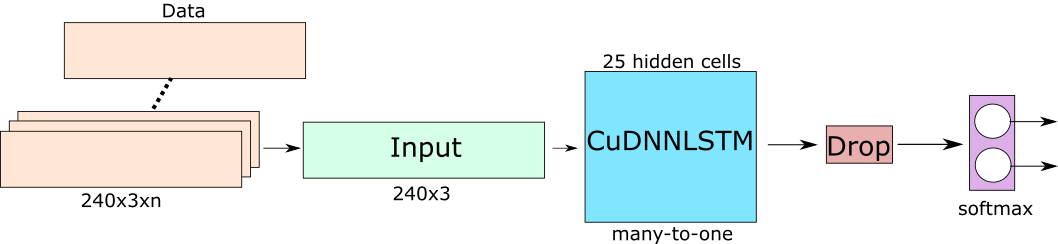 Data
240x3xn
Input
240x3
25 hidden cells
CuDNNLSTM
many-to-one
Drop
softmax